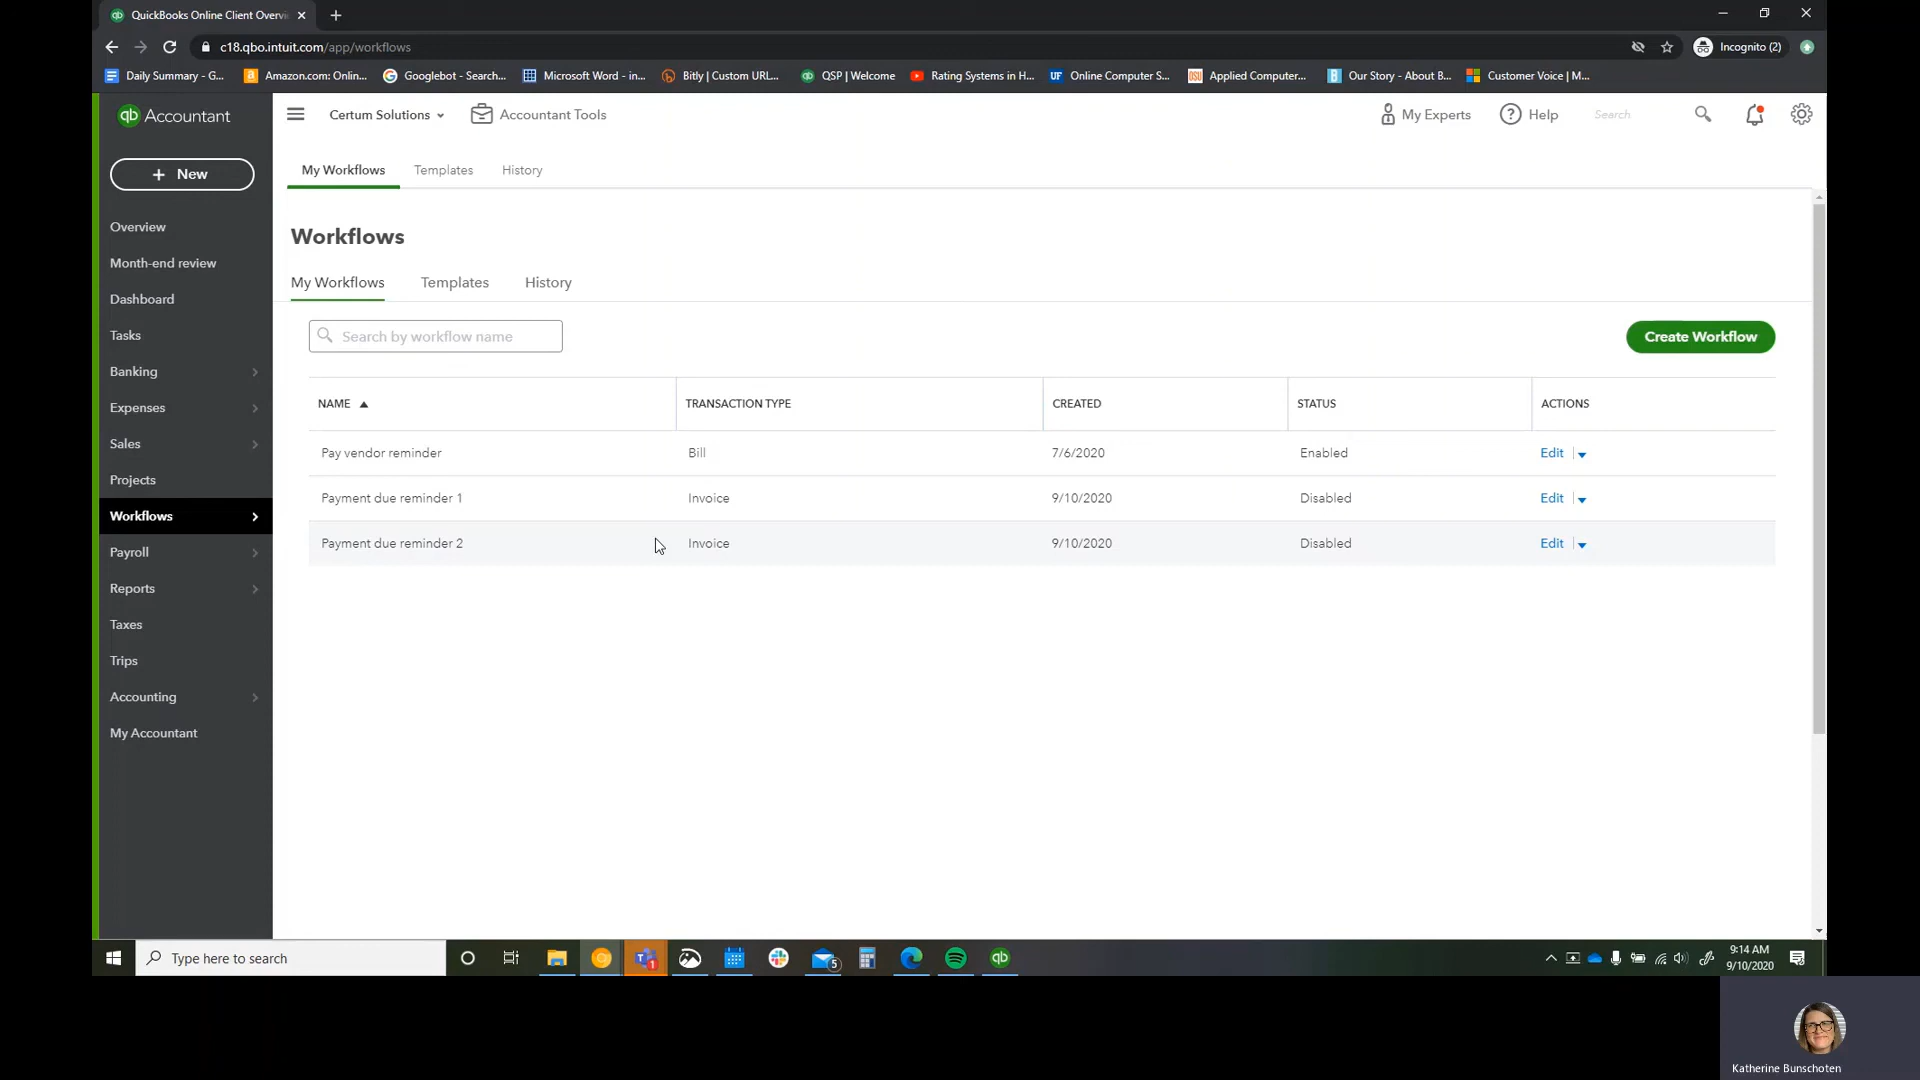 QuickBooks Online Client Overvi
c18.qbo.intuit.com/app/workflows
Incognito (2)
Daily Summary - G...
Amazon.com: Onlin...
Googlebot - Search...
Microsoft Word - in...
Bitly | Custom URL...
QSP | Welcome
Rating Systems in H...
UF Online Computer S...
OSU Applied Computer...
Our Story - About B...
Customer Voice | M...
qb Accountant
Certum Solutions
Accountant Tools
My Experts
? Help
Search
+ New
My Workflows
Templates
History
Overview
Month-end review
Dashboard
Tasks
Banking
Expenses
Sales
Projects
Workflows
Payroll
Reports
Taxes
Trips
Accounting
My Accountant
Workflows
My Workflows
Templates
History
Search by workflow name
Create Workflow
NAME TRANSACTION TYPE CREATED STATUS ACTIONS
Pay vendor reminder Bill 7/6/2020 Enabled Edit
Payment due reminder 1 Invoice 9/10/2020 Disabled Edit
Payment due reminder 2 Invoice 9/10/2020 Disabled Edit
Type here to search
T 1
5
qb
9:14 AM
9/10/2020
Katherine Bunschoten